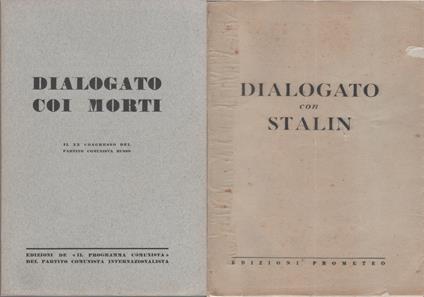 DIALOGATO
COI MORTI
IL XX CONGRESSO DEL
PARTITO COMUNISTA RUSSO
EDIZIONI DE «IL PROGRAMMA COMUNISTA»
DEL PARTITO COMUNISTA INTERNAZIONALISTA
DIALOGATO
con
STALIN
EDIZIONI PROMETEO